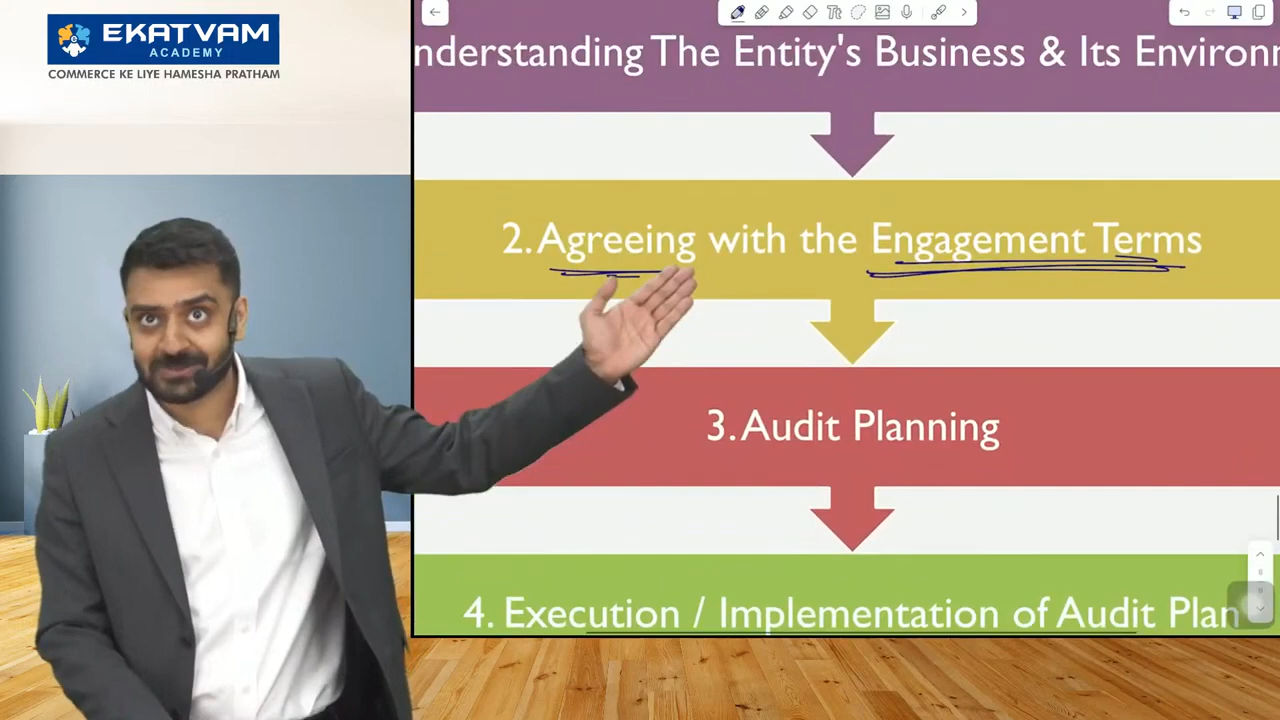 EKATVAM
ACADEMY
COMMERCE KE LIYE HAMESHA PRATHAM
nderstanding The Entity's Business & Its Environ
2. Agreeing with the Engagement Terms
3. Audit Planning
4. Execution / Implementation of Audit Plan
Tt